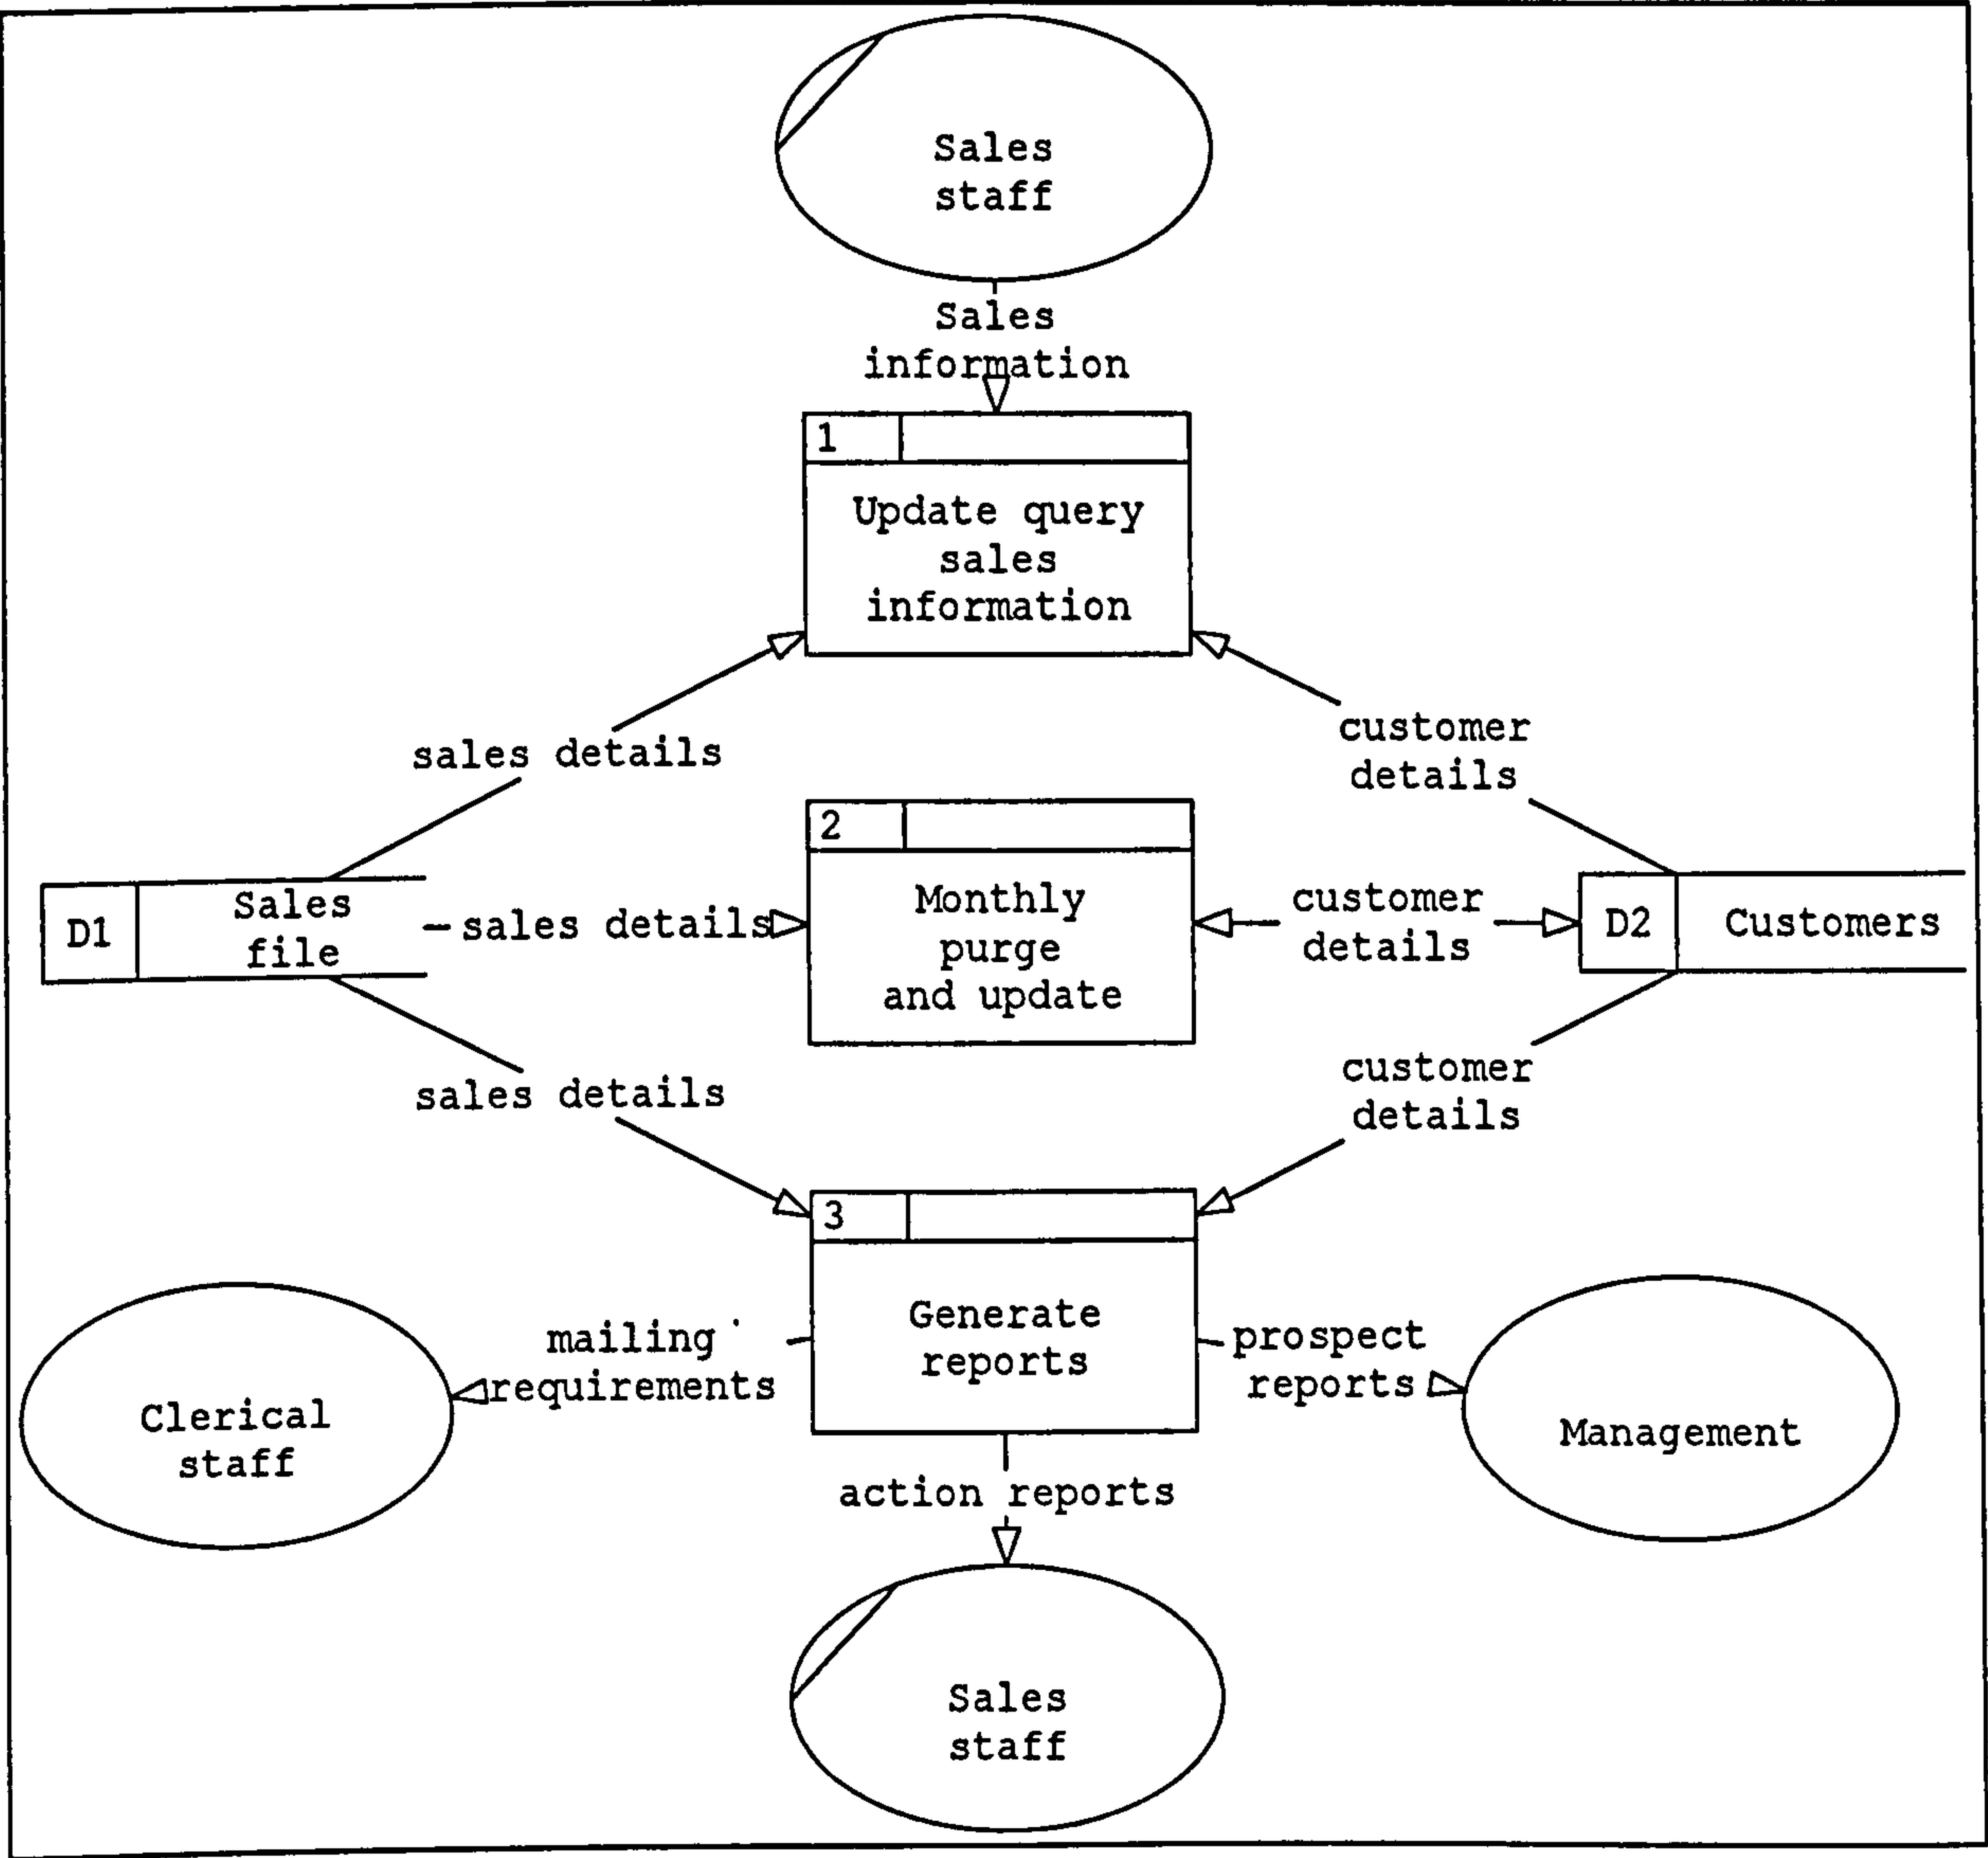 Sales
staff
Sales
information
1
Update query
sales
information
sales details
customer
details
2
Monthly
purge
and update
D1
Sales
file
sales details
customer
details
D2
Customers
sales details
customer
details
3
Generate
reports
mailing
requirements
prospect
reports
Clerical
staff
Management
action reports
Sales
staff